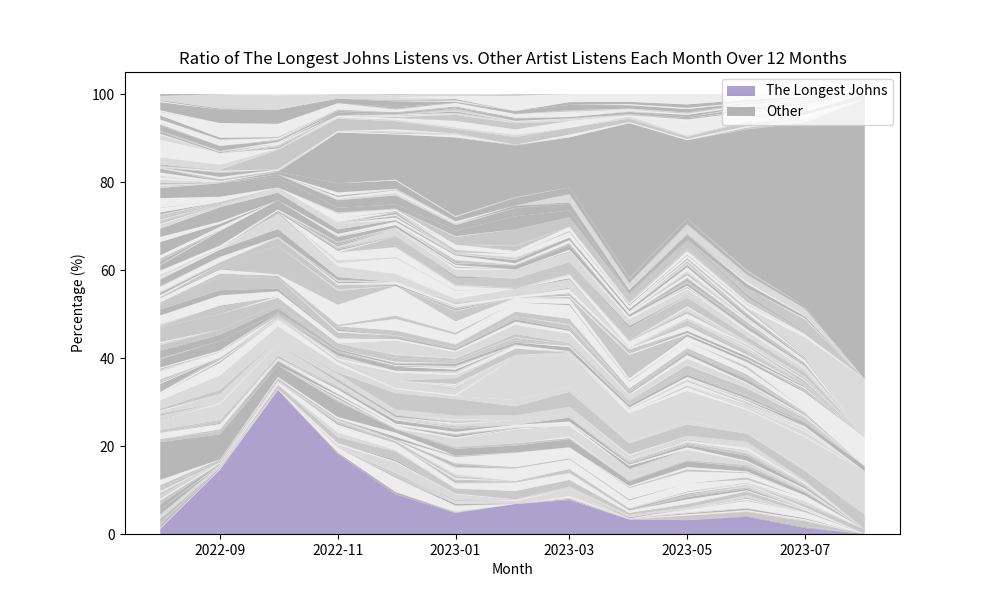 Ratio of The Longest Johns Listens vs. Other Artist Listens Each Month Over 12 Months
The Longest Johns
Other
100
80
60
40
20
0
Percentage (%)
2022-09
2022-11
2023-01
2023-03
2023-05
2023-07
Month